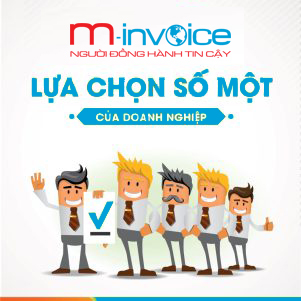 m-invoice
NGƯỜI ĐỒNG HÀNH TIN CẬY
LỰA CHỌN SỐ MỘT
CỦA DOANH NGHIỆP